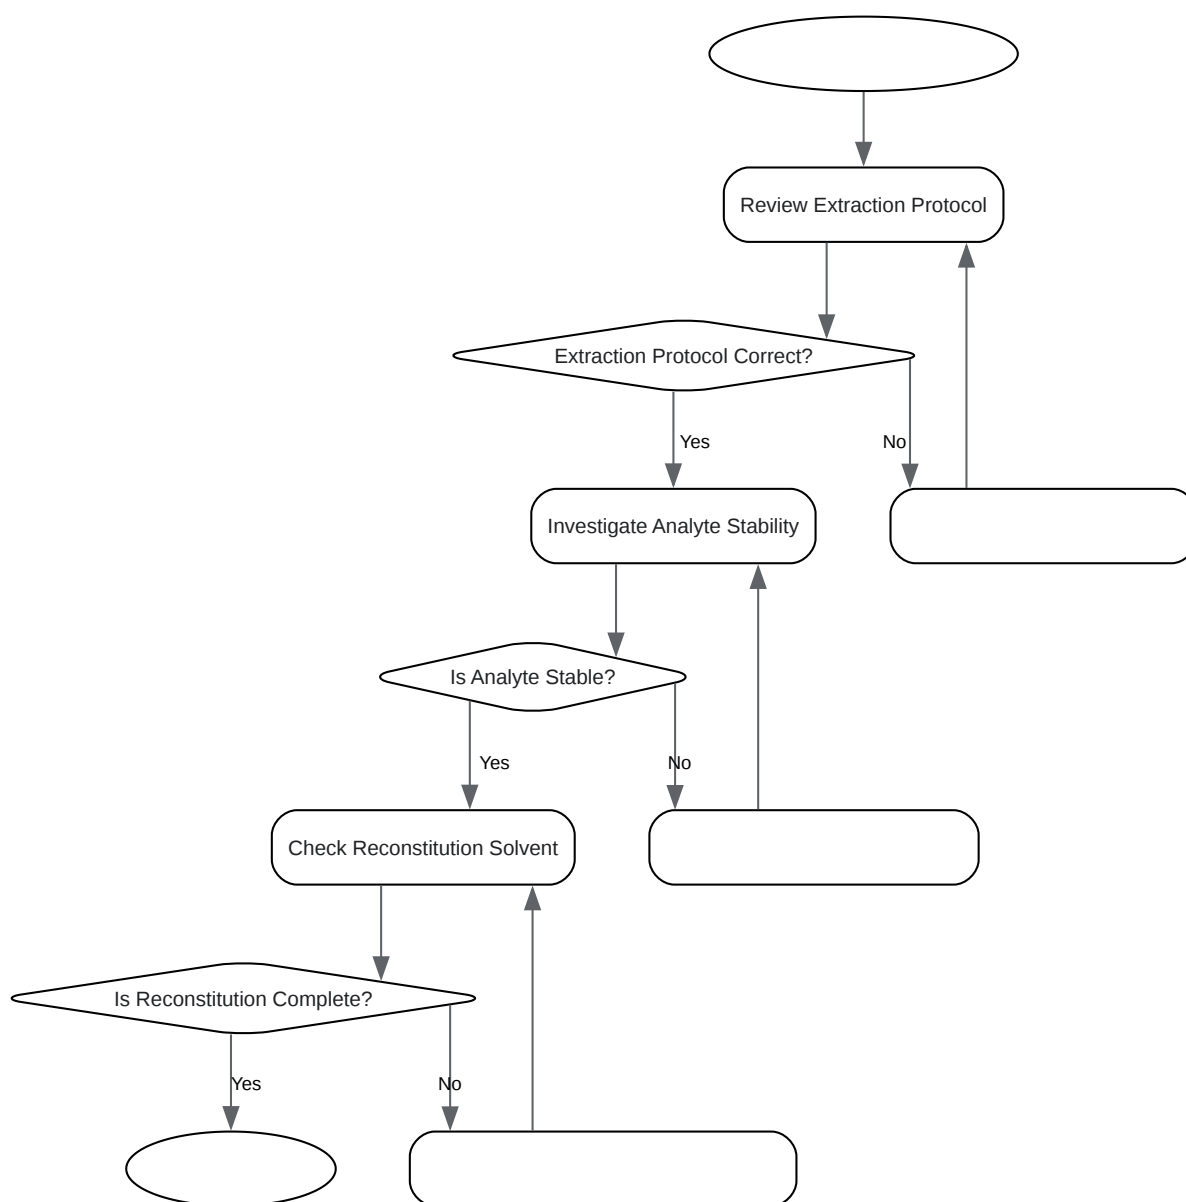 Review Extraction Protocol
Extraction Protocol Correct?
Yes
No
Investigate Analyte Stability
Is Analyte Stable?
Yes
No
Check Reconstitution Solvent
Is Reconstitution Complete?
Yes
No